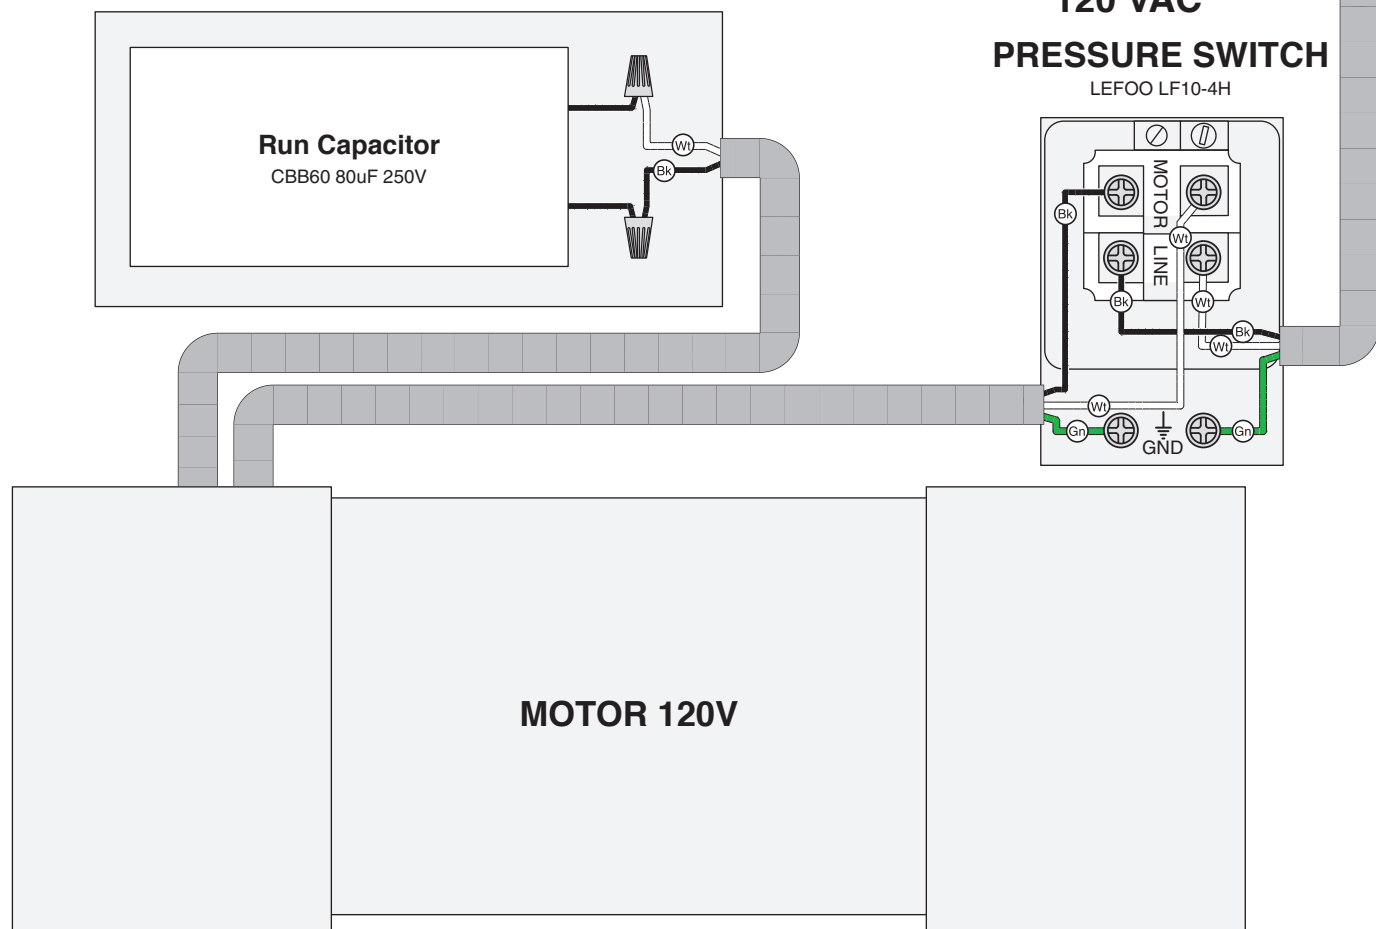 120 VAC
PRESSURE SWITCH
LEFOO LF10-4H
Run Capacitor
CBB60 80uF 250V
Wt
Bk
MOTOR
LINE
Bk
Wt
Bk
Wt
Bk
Wt
Wt
Gn
GND
Gn
MOTOR 120V